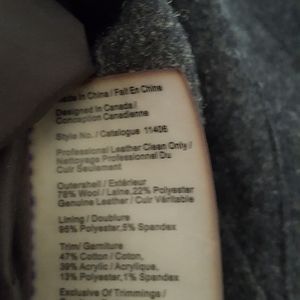 Made In China / Fait En Chine
Designed In Canada /
Conception Canadienne
Style No. / Catalogue 11406
Professional Leather Clean Only /
Nettoyage Professionnel Du
Cuir Seulement
Outershell / Extérieur
78% Wool / Laine,22% Polyester
Genuine Leather / Cuir Véritable
Lining / Doublure
95% Polyester,5% Spandex
Trim/ Garniture
47% Cotton / Coton,
39% Acrylic / Acrylique,
13% Polyester,1% Spandex
Exclusive Of Trimmings /